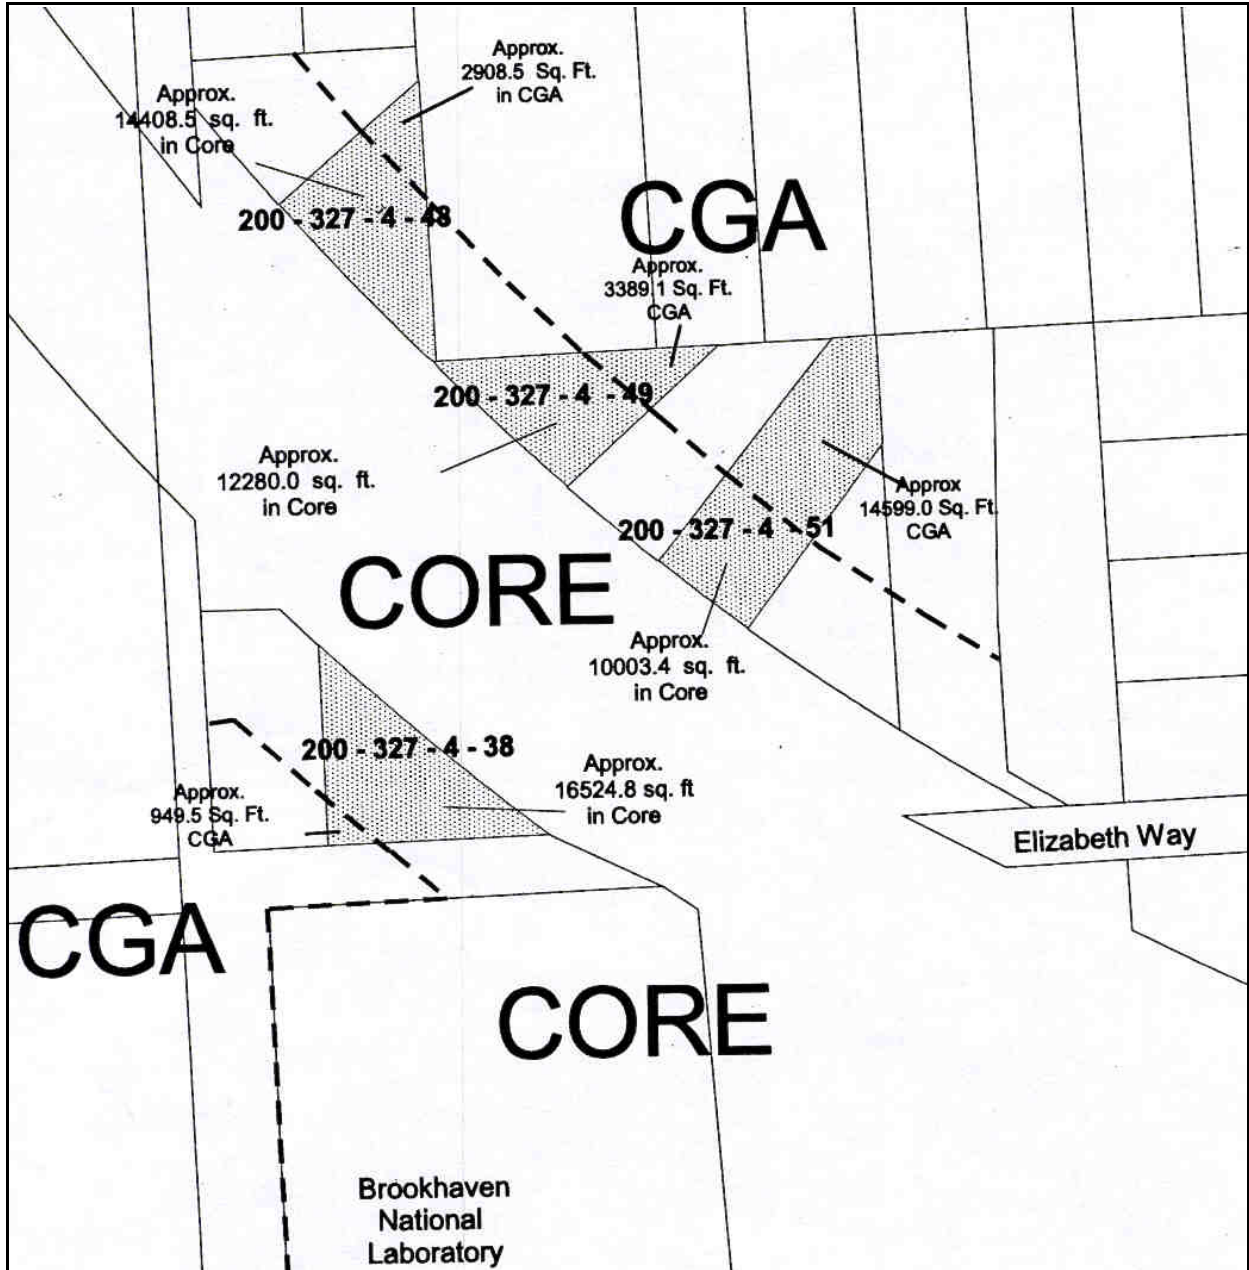 Approx.
2908.5 Sq. Ft.
in CGA
Approx.
14408.5 sq. ft.
in Core
200 - 327 - 4 - 48
CGA
Approx.
3389.1 Sq. Ft.
CGA
200 - 327 - 4 - 49
Approx.
12280.0 sq. ft.
in Core
Approx
14599.0 Sq. Ft.
CGA
200 - 327 - 4 - 51
CORE
Approx.
10003.4 sq. ft.
in Core
200 - 327 - 4 - 38
Approx.
16524.8 sq. ft
in Core
Approx.
949.5 Sq. Ft.
CGA
Elizabeth Way
CGA
CORE
Brookhaven
National
Laboratory